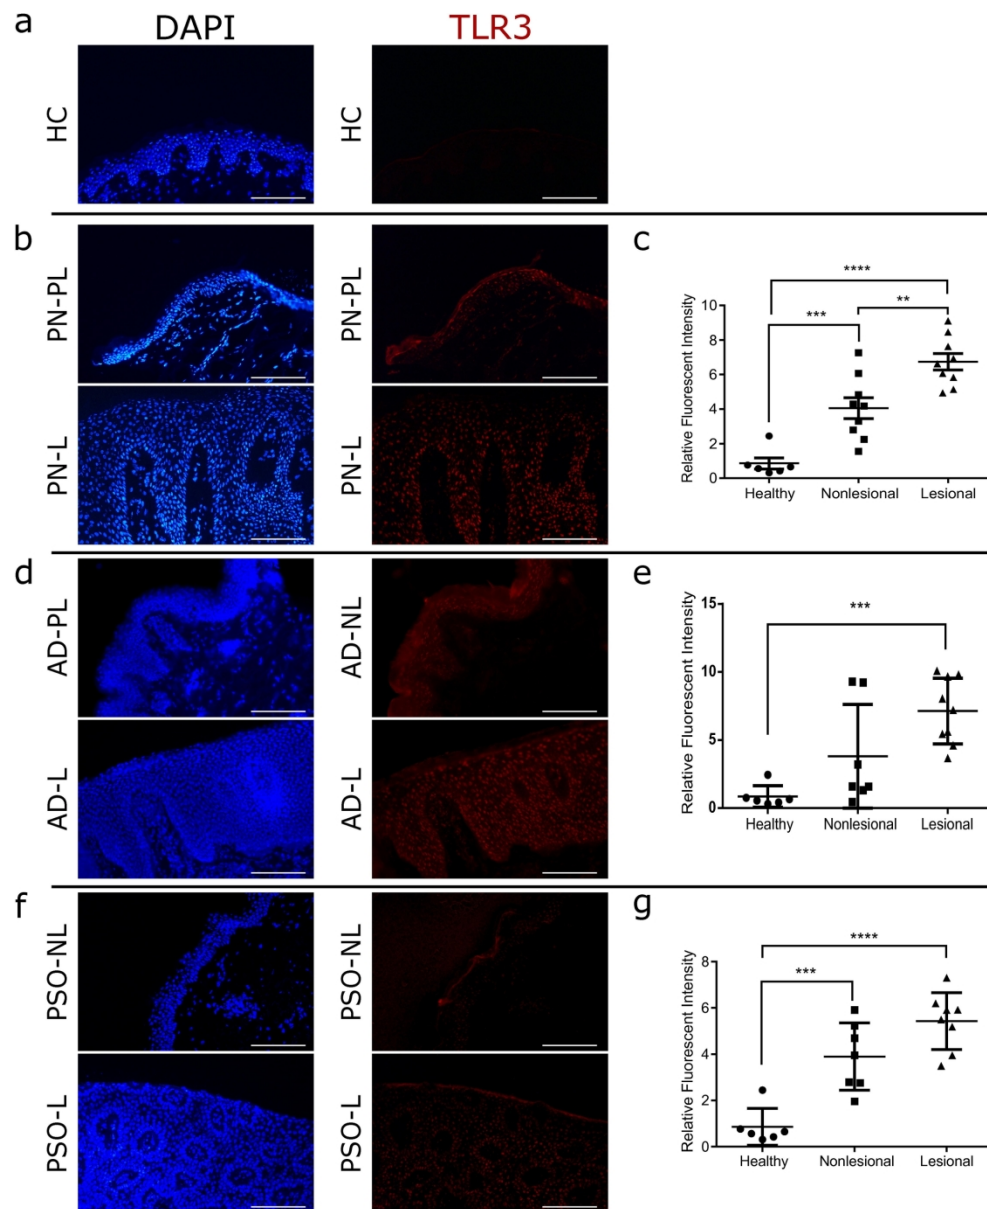 a
DAPI
TLR3
HC
HC
b
PN-PL
PN-PL
PN-L
PN-L
c
Relative Fluorescent Intensity
10
8
6
4
2
0
****
***
**
Healthy
Nonlesional
Lesional
d
AD-PL
AD-NL
AD-L
AD-L
e
Relative Fluorescent Intensity
15
10
5
0
***
Healthy
Nonlesional
Lesional
f
PSO-NL
PSO-NL
PSO-L
PSO-L
g
Relative Fluorescent Intensity
8
6
4
2
0
****
***
Healthy
Nonlesional
Lesional